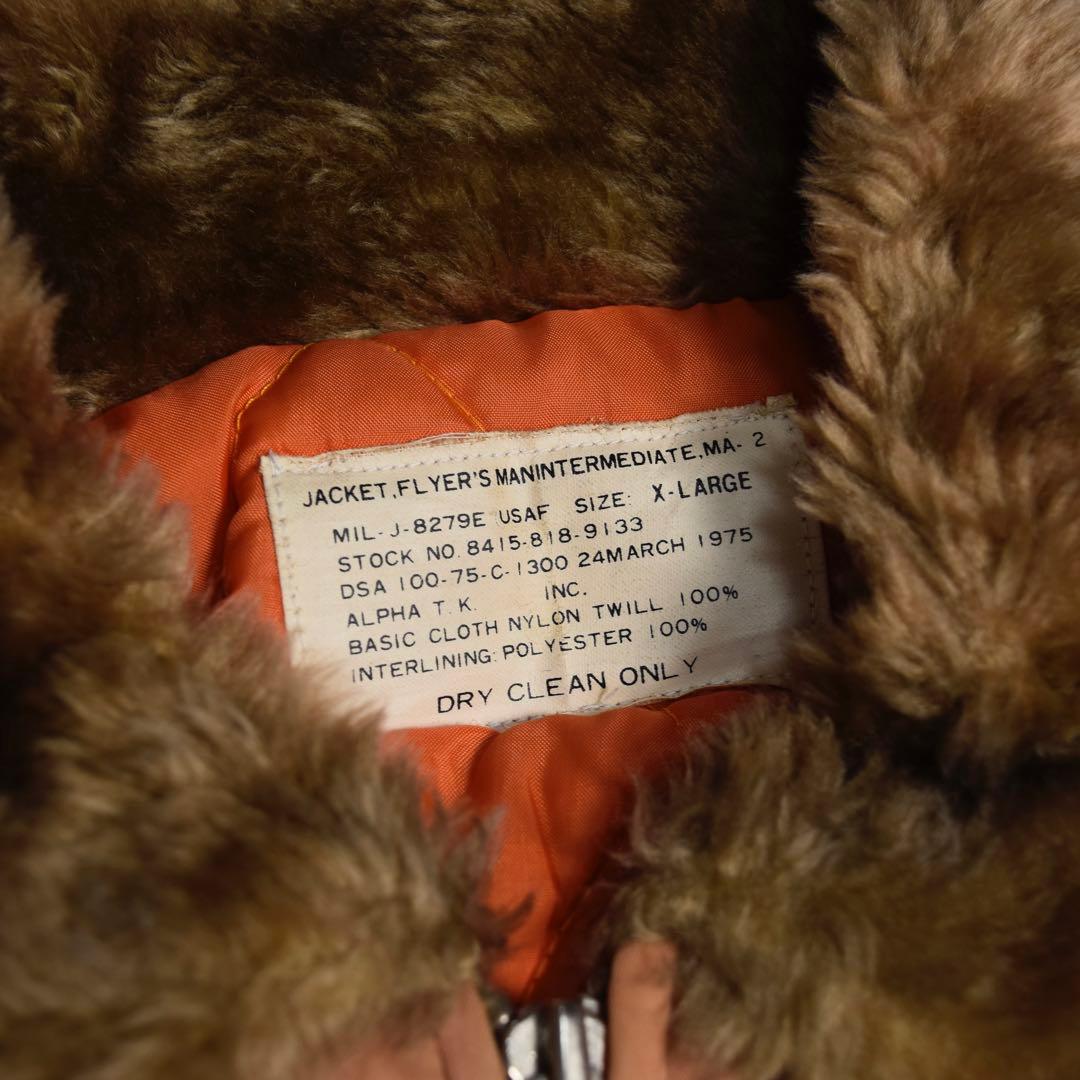 JACKET,FLYER'S MANINTERMEDIATE,MA- 2
MIL-J-8279E USAF SIZE: X-LARGE
STOCK NO. 8415-818-9133
DSA 100-75-C-1300 24MARCH 1975
ALPHA T. K. INC.
BASIC CLOTH NYLON TWILL 100%
INTERLINING: POLYESTER 100%
DRY CLEAN ONLY